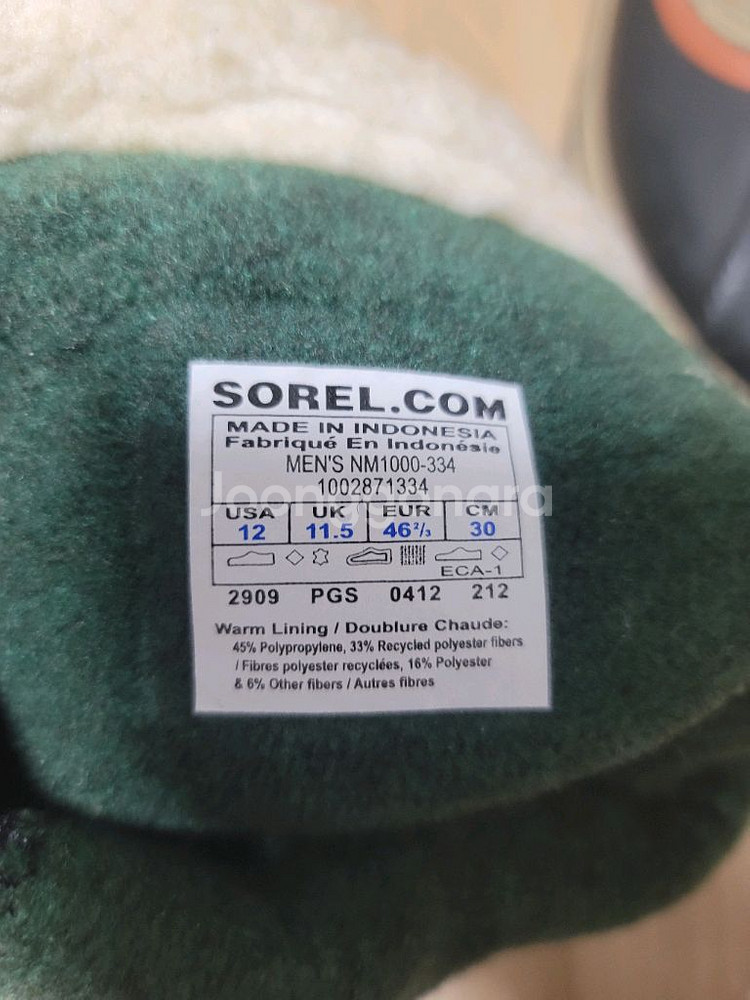 SOREL.COM
MADE IN INDONESIA
Fabriqué En Indonésie
MEN'S NM1000-334
1002871334
Joonggonara
USA UK EUR CM
12 11.5 46²/₃ 30
ECA-1
2909 PGS 0412 212
Warm Lining / Doublure Chaude:
45% Polypropylene, 33% Recycled polyester fibers
/ Fibres polyester recyclées, 16% Polyester
& 6% Other fibers / Autres fibres